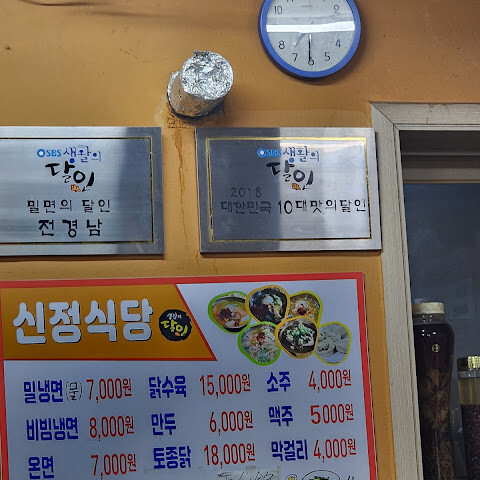 SBS 생활의
달인
밀면의 달인
전경남
SBS 생활의
달인
2018
대한민국 10대맛의달인
신정식당
생활의
달인
밀냉면 7,000원 닭수육 15,000원 소주 4,000원
비빔냉면 8,000원 만두 6,000원 맥주 5000원
온면 7,000원 토종닭 18,000원 막걸리 4,000원